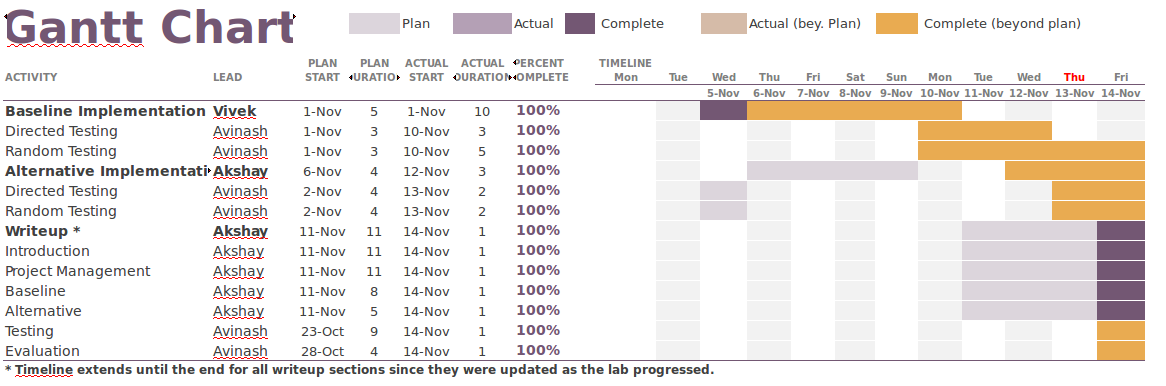 Gantt Chart
Plan Actual Complete Actual (bey. Plan) Complete (beyond plan)
PLAN PLAN ACTUAL ACTUAL PERCENT TIMELINE
ACTIVITY LEAD START URATIO START DURATION OMPLETE Mon Tue Wed Thu Fri Sat Sun Mon Tue Wed Thu Fri
5-Nov 6-Nov 7-Nov 8-Nov 9-Nov 10-Nov 11-Nov 12-Nov 13-Nov 14-Nov
Baseline Implementation Vivek 1-Nov 5 1-Nov 10 100%
Directed Testing Avinash 1-Nov 3 10-Nov 3 100%
Random Testing Avinash 1-Nov 3 10-Nov 5 100%
Alternative Implementati Akshay 6-Nov 4 12-Nov 3 100%
Directed Testing Avinash 2-Nov 4 13-Nov 2 100%
Random Testing Avinash 2-Nov 4 13-Nov 2 100%
Writeup * Akshay 11-Nov 11 14-Nov 1 100%
Introduction Akshay 11-Nov 11 14-Nov 1 100%
Project Management Akshay 11-Nov 11 14-Nov 1 100%
Baseline Akshay 11-Nov 8 14-Nov 1 100%
Alternative Akshay 11-Nov 5 14-Nov 1 100%
Testing Avinash 23-Oct 9 14-Nov 1 100%
Evaluation Avinash 28-Oct 4 14-Nov 1 100%
* Timeline extends until the end for all writeup sections since they were updated as the lab progressed.